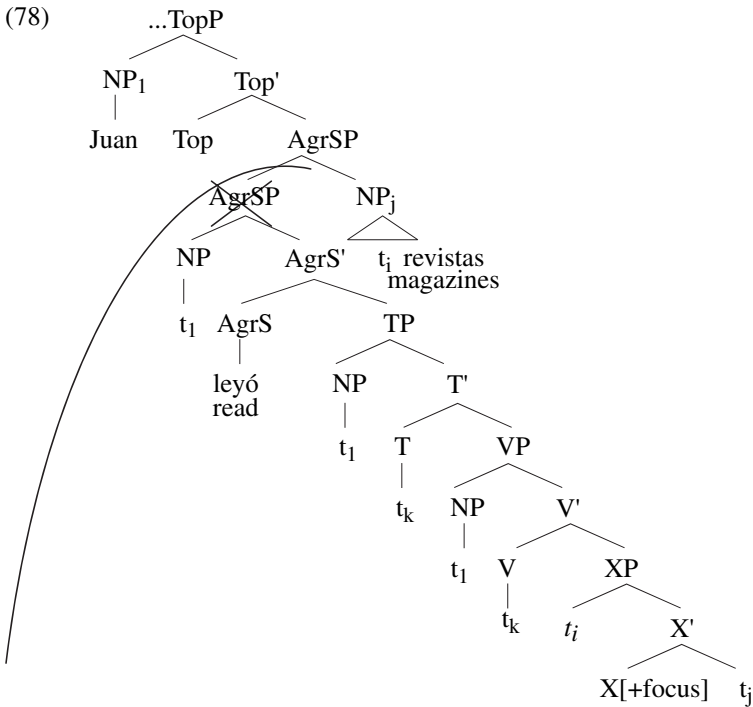 (78) ...TopP
NP1 Top'
Juan Top AgrSP
AgrSP NPj
NP AgrS' ti revistas
magazines
t1 AgrS TP
leyó NP T'
read
t1 T VP
tk NP V'
t1 V XP
tk ti X'
X[+focus] tj